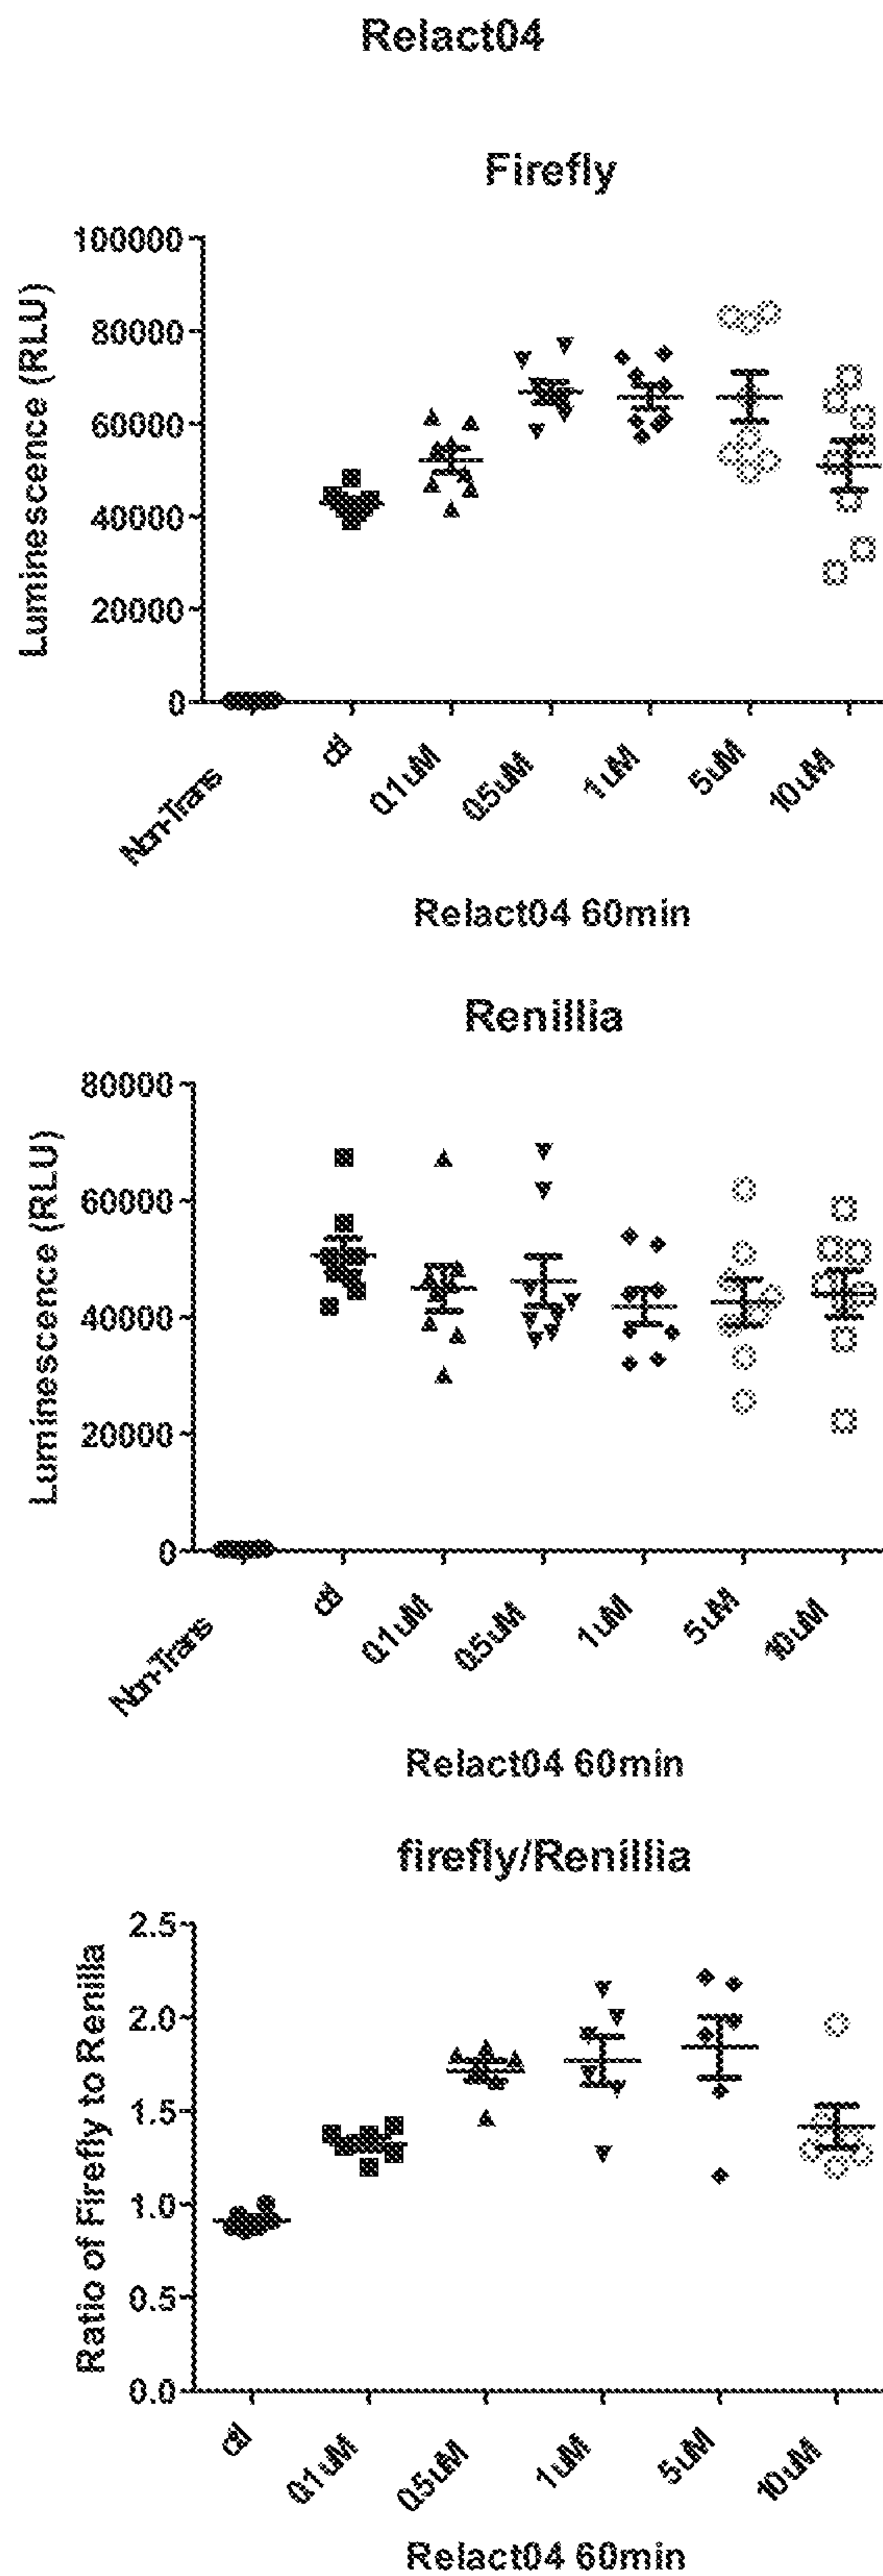 Relact04
Firefly
Luminescence (RLU)
100000
80000
60000
40000
20000
0
Non-Trans
ctl
0.1uM
0.5uM
1uM
5uM
10uM
Relact04 60min
Renillia
Luminescence (RLU)
80000
60000
40000
20000
0
Non-Trans
ctl
0.1uM
0.5uM
1uM
5uM
10uM
Relact04 60min
firefly/Renillia
Ratio of Firefly to Renilla
2.5
2.0
1.5
1.0
0.5
0.0
ctl
0.1uM
0.5uM
1uM
5uM
10uM
Relact04 60min